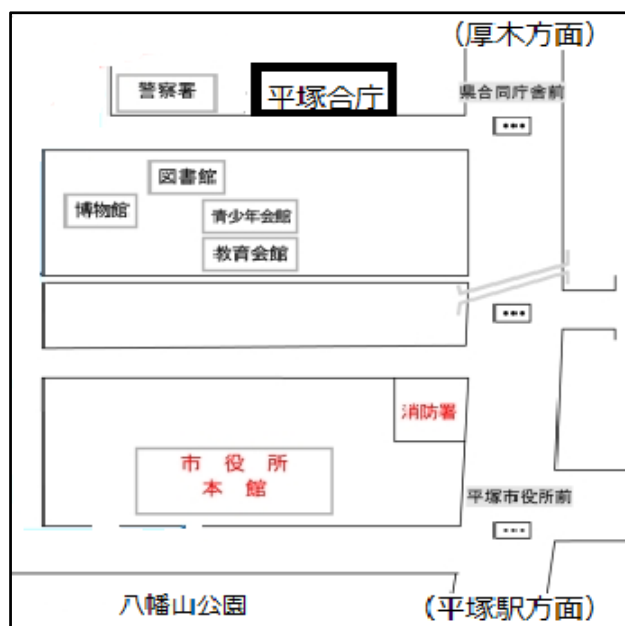 （厚木方面）
警察署
平塚合庁
県合同庁舎前
図書館
博物館
青少年会館
教育会館
消防署
市役所
本館
平塚市役所前
八幡山公園
（平塚駅方面）